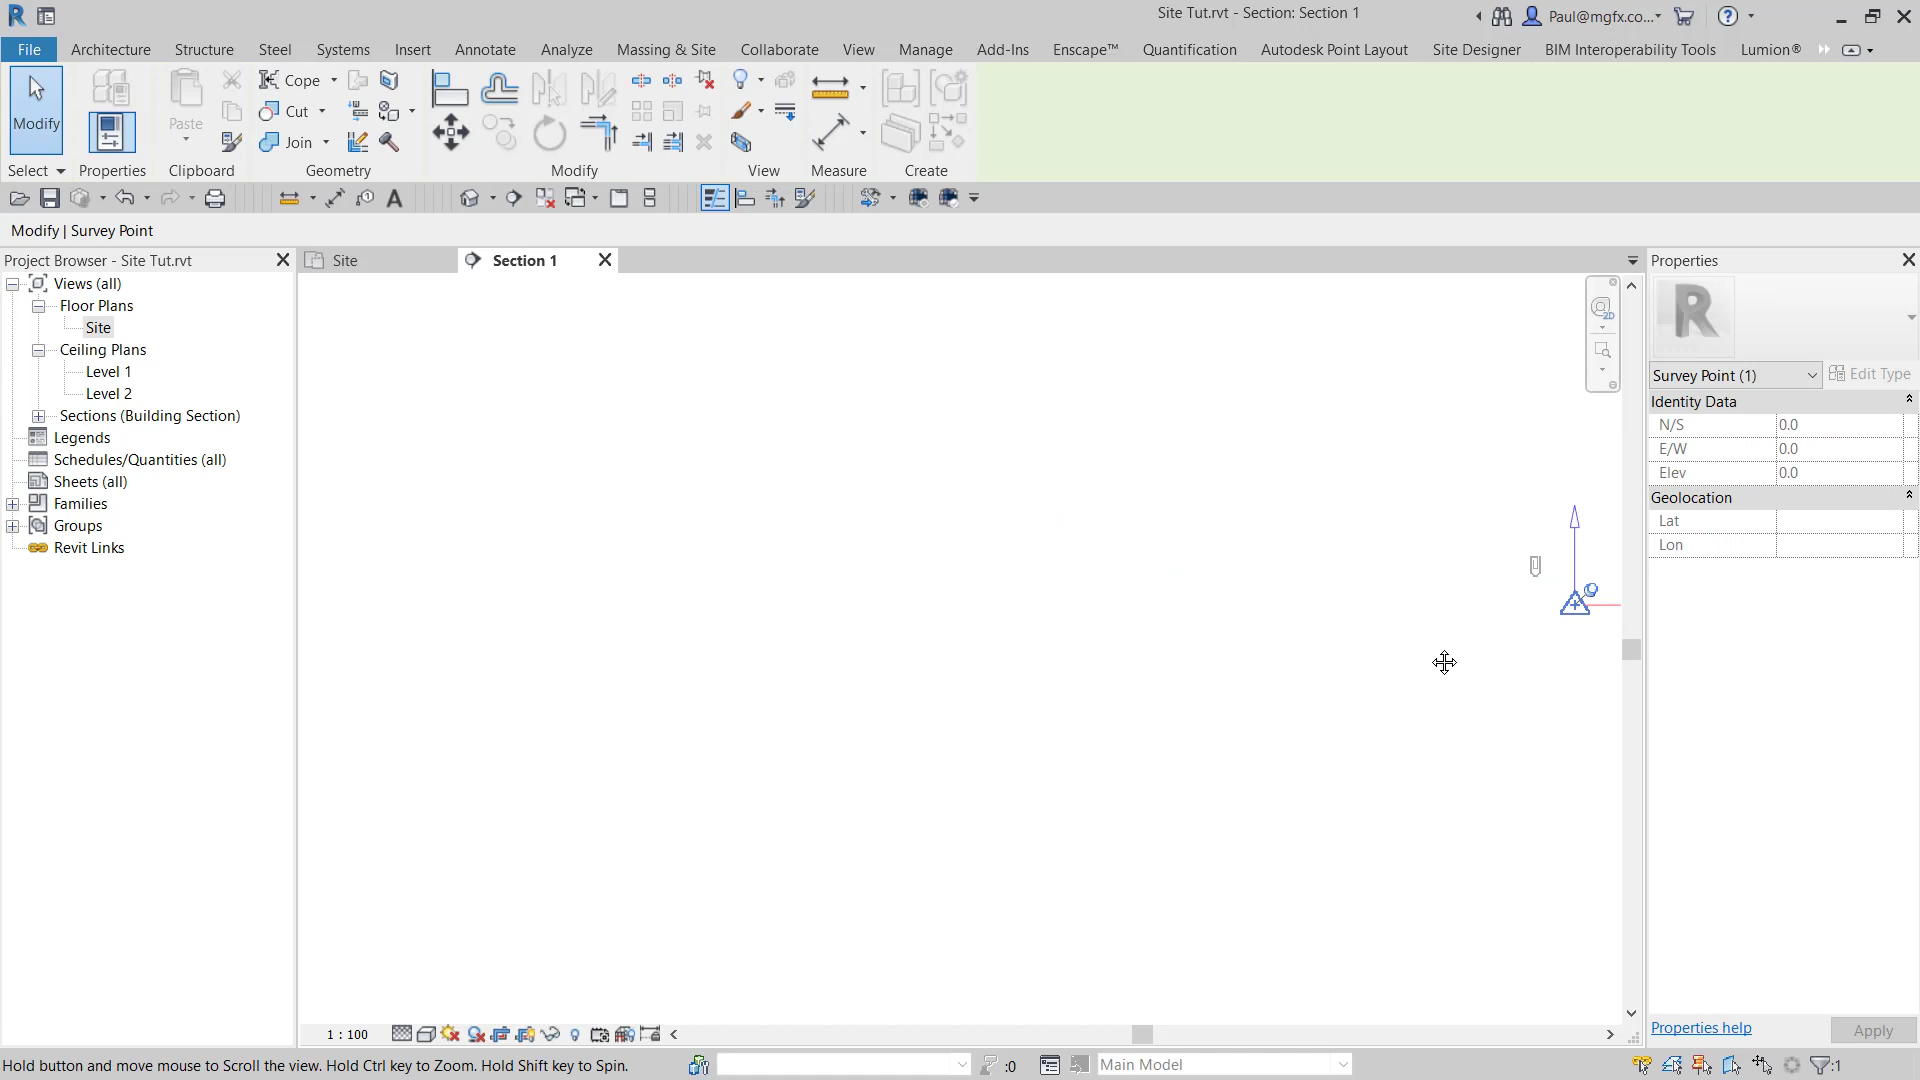 Site Tut.rvt - Section: Section 1
Paul@mgfx.co...
File Architecture Structure Steel Systems Insert Annotate Analyze Massing & Site Collaborate View Manage Add-Ins Enscape™ Quantification Autodesk Point Layout Site Designer BIM Interoperability Tools Lumion®
Modify
Paste
Cope
Cut
Join
Select Properties Clipboard Geometry Modify View Measure Create
Modify | Survey Point
Project Browser - Site Tut.rvt
Views (all)
Floor Plans
Site
Ceiling Plans
Level 1
Level 2
Sections (Building Section)
Legends
Schedules/Quantities (all)
Sheets (all)
Families
Groups
Revit Links
Site
Section 1
2D
Properties
R
Survey Point (1)
Edit Type
Identity Data
N/S 0.0
E/W 0.0
Elev 0.0
Geolocation
Lat
Lon
Properties help
Apply
1 : 100
Hold button and move mouse to Scroll the view. Hold Ctrl key to Zoom. Hold Shift key to Spin.
:0
Main Model
:1